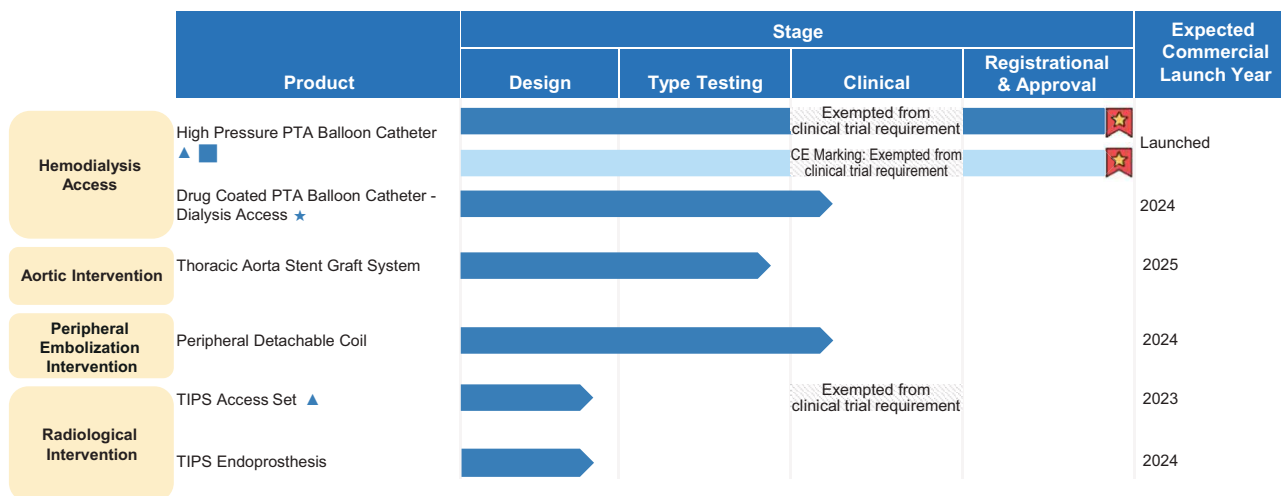 Product
Stage
Expected
Commercial
Launch Year
Design
Type Testing
Clinical
Registrational
& Approval
Hemodialysis
Access
High Pressure PTA Balloon Catheter
Exempted from
clinical trial requirement
CE Marking: Exempted from
clinical trial requirement
Launched
Drug Coated PTA Balloon Catheter -
Dialysis Access
2024
Aortic Intervention
Thoracic Aorta Stent Graft System
2025
Peripheral
Embolization
Intervention
Peripheral Detachable Coil
2024
Radiological
Intervention
TIPS Access Set
Exempted from
clinical trial requirement
2023
TIPS Endoprosthesis
2024